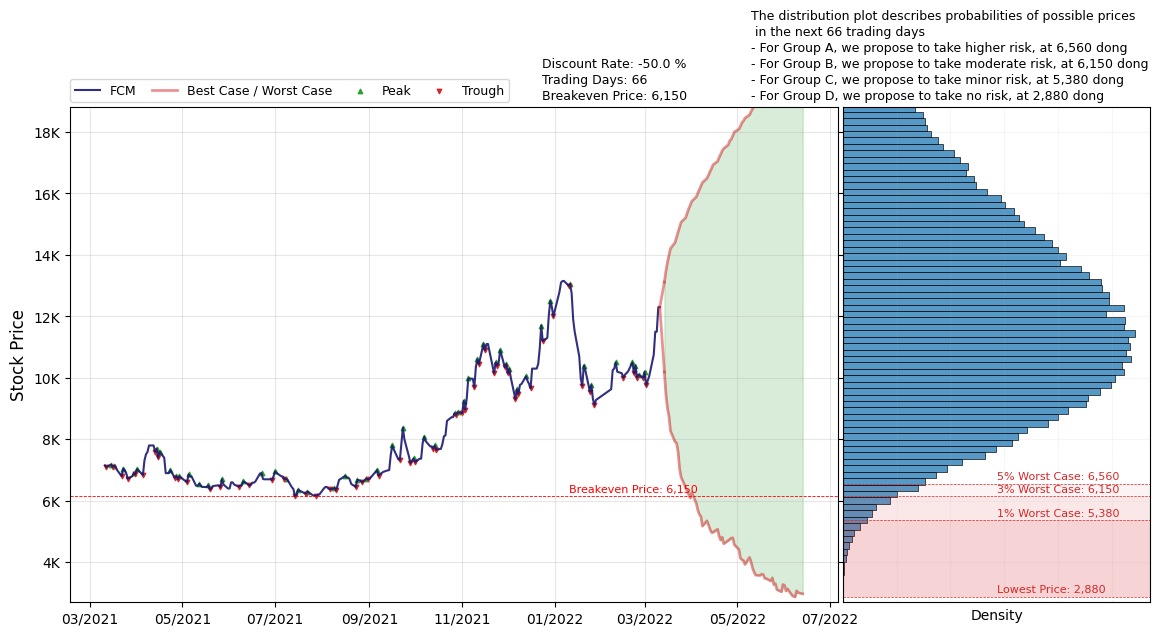 The distribution plot describes probabilities of possible prices
in the next 66 trading days
- For Group A, we propose to take higher risk, at 6,560 dong
- For Group B, we propose to take moderate risk, at 6,150 dong
- For Group C, we propose to take minor risk, at 5,380 dong
- For Group D, we propose to take no risk, at 2,880 dong
Discount Rate: -50.0 %
Trading Days: 66
Breakeven Price: 6,150
FCM
Best Case / Worst Case
Peak
Trough
Stock Price
18K
16K
14K
12K
10K
8K
6K
4K
Breakeven Price: 6,150
5% Worst Case: 6,560
3% Worst Case: 6,150
1% Worst Case: 5,380
Lowest Price: 2,880
03/2021
05/2021
07/2021
09/2021
11/2021
01/2022
03/2022
05/2022
07/2022
Density